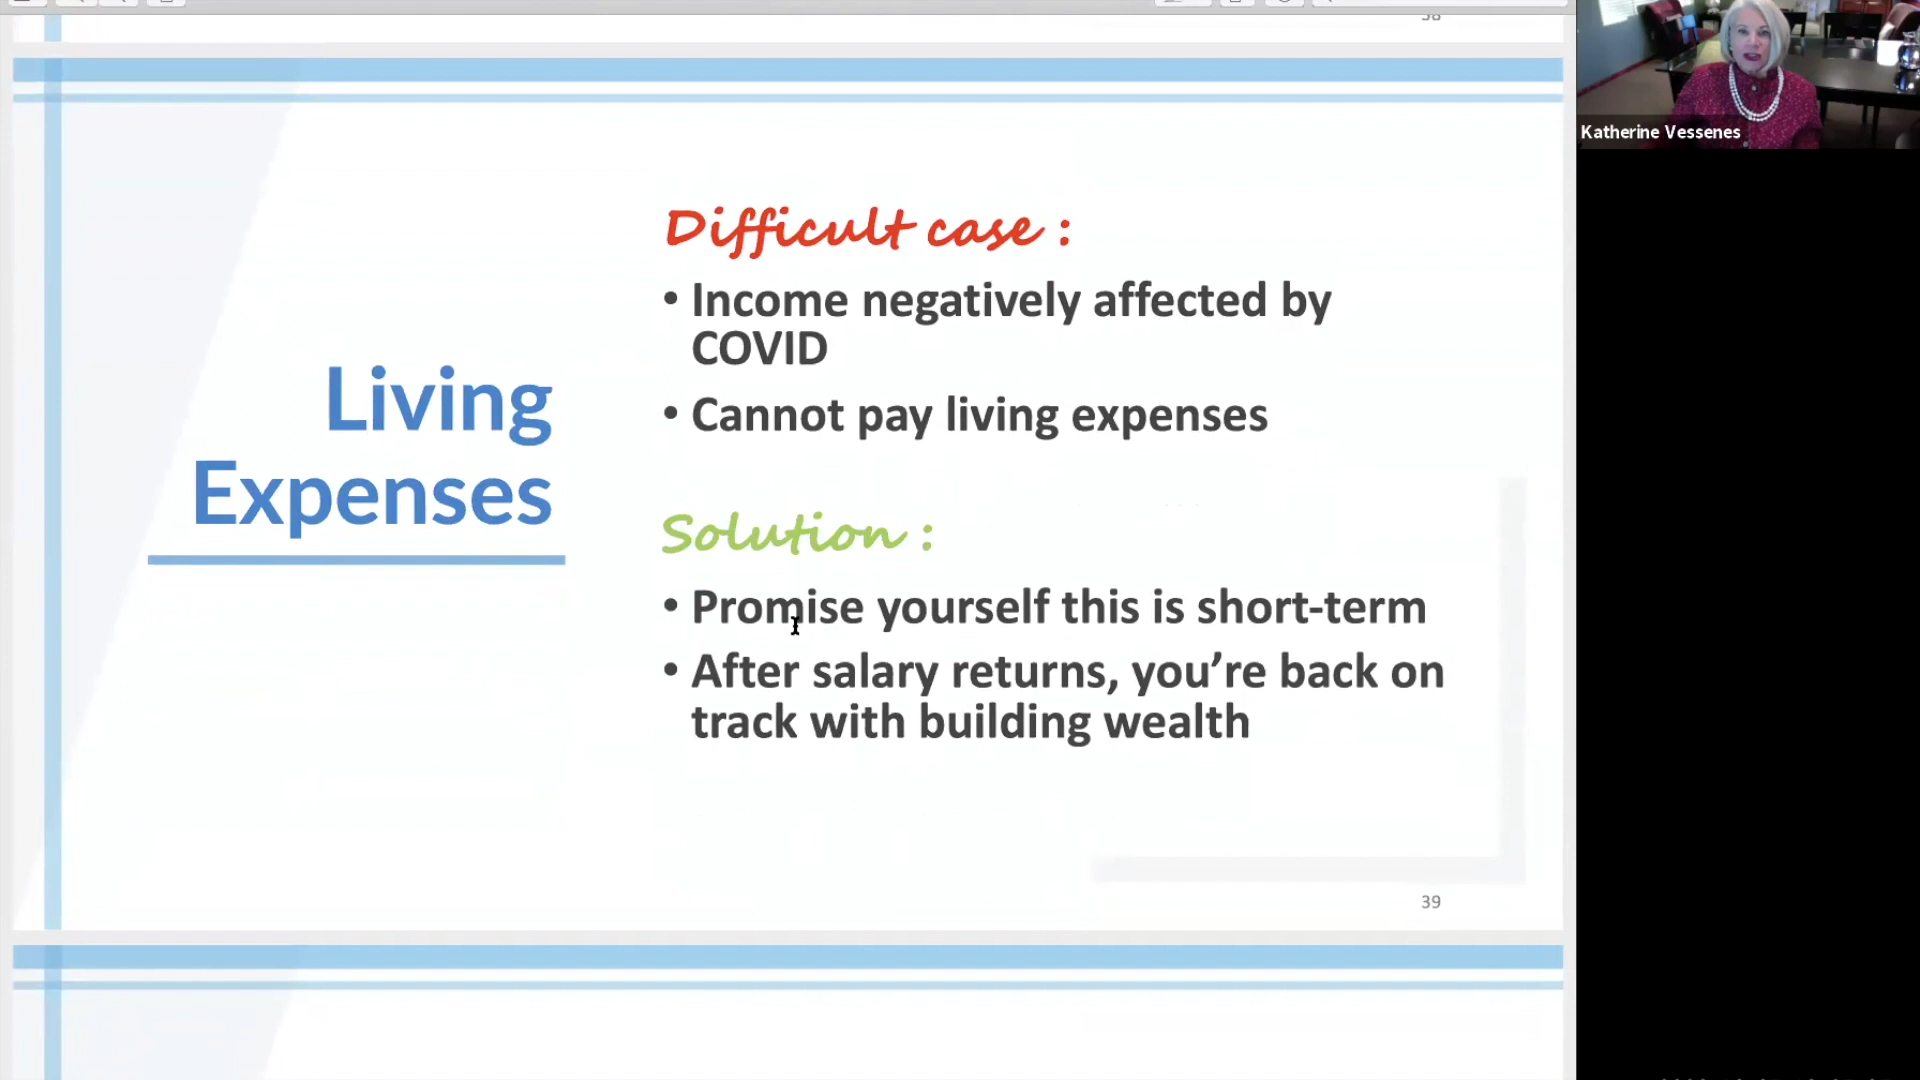 38
Katherine Vessenes
Living
Expenses
Difficult case :
• Income negatively affected by
COVID
• Cannot pay living expenses
Solution :
• Promise yourself this is short-term
• After salary returns, you’re back on
track with building wealth
39